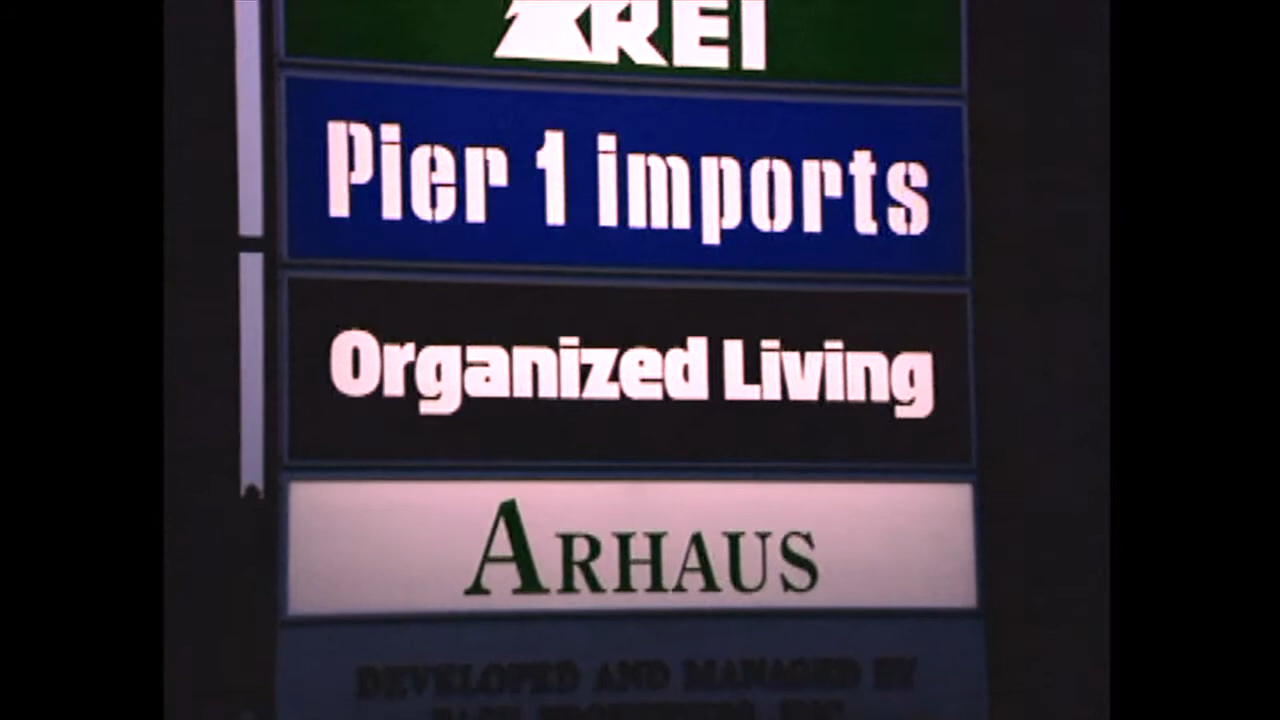 REI
Pier 1 imports
Organized Living
ARHAUS
DEVELOPED AND MANAGED BY